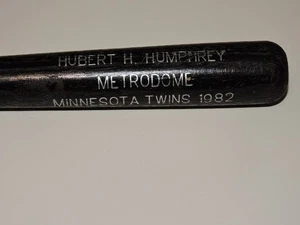 HUBERT H. HUMPHREY
METRODOME
MINNESOTA TWINS 1982